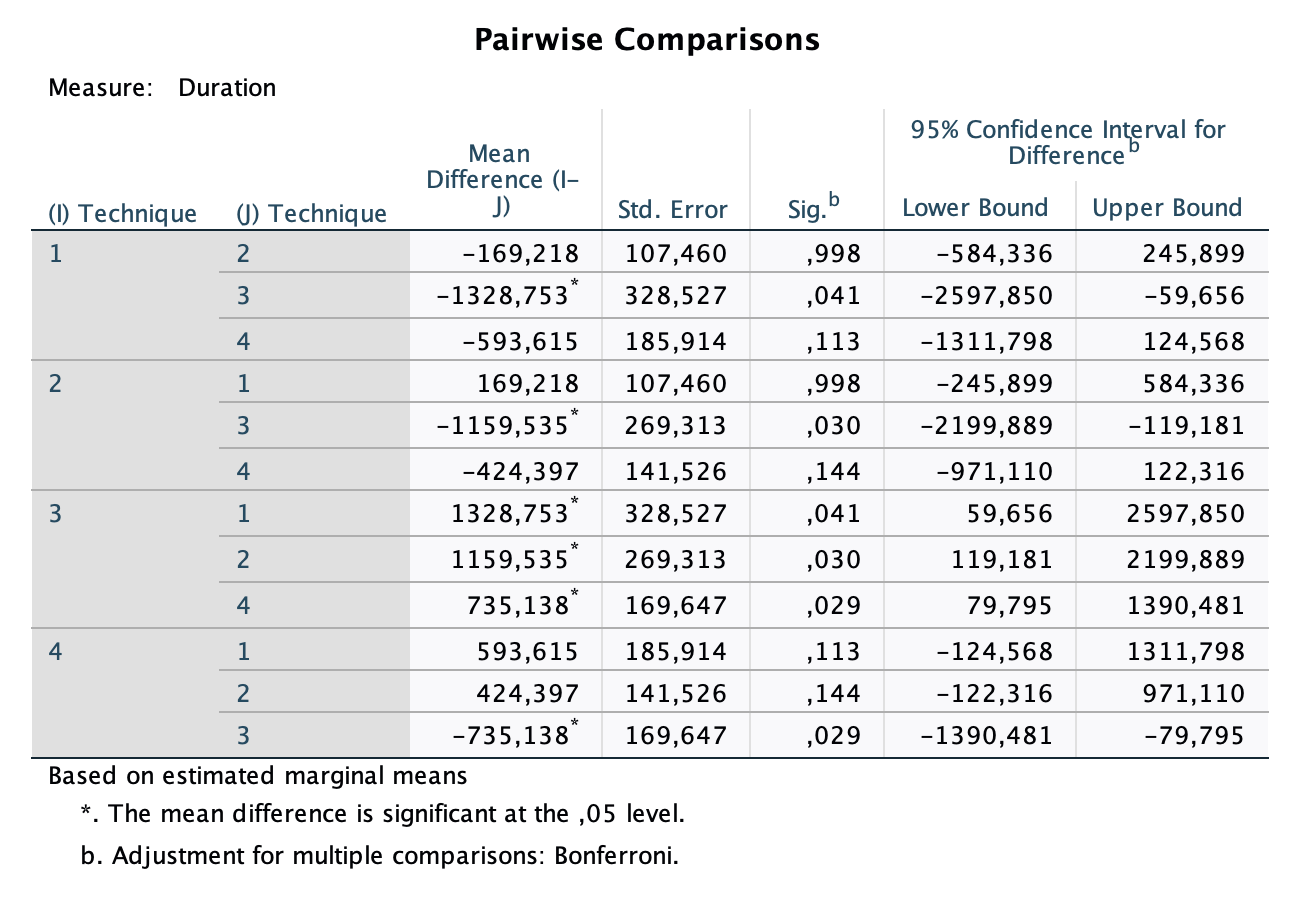 Pairwise Comparisons
Measure: Duration
(I) Technique (J) Technique Mean Difference (I–J) Std. Error Sig.b 95% Confidence Interval for Differenceb
Lower Bound Upper Bound
1 2 −169,218 107,460 ,998 −584,336 245,899
3 −1328,753* 328,527 ,041 −2597,850 −59,656
4 −593,615 185,914 ,113 −1311,798 124,568
2 1 169,218 107,460 ,998 −245,899 584,336
3 −1159,535* 269,313 ,030 −2199,889 −119,181
4 −424,397 141,526 ,144 −971,110 122,316
3 1 1328,753* 328,527 ,041 59,656 2597,850
2 1159,535* 269,313 ,030 119,181 2199,889
4 735,138* 169,647 ,029 79,795 1390,481
4 1 593,615 185,914 ,113 −124,568 1311,798
2 424,397 141,526 ,144 −122,316 971,110
3 −735,138* 169,647 ,029 −1390,481 −79,795
Based on estimated marginal means
*. The mean difference is significant at the ,05 level.
b. Adjustment for multiple comparisons: Bonferroni.